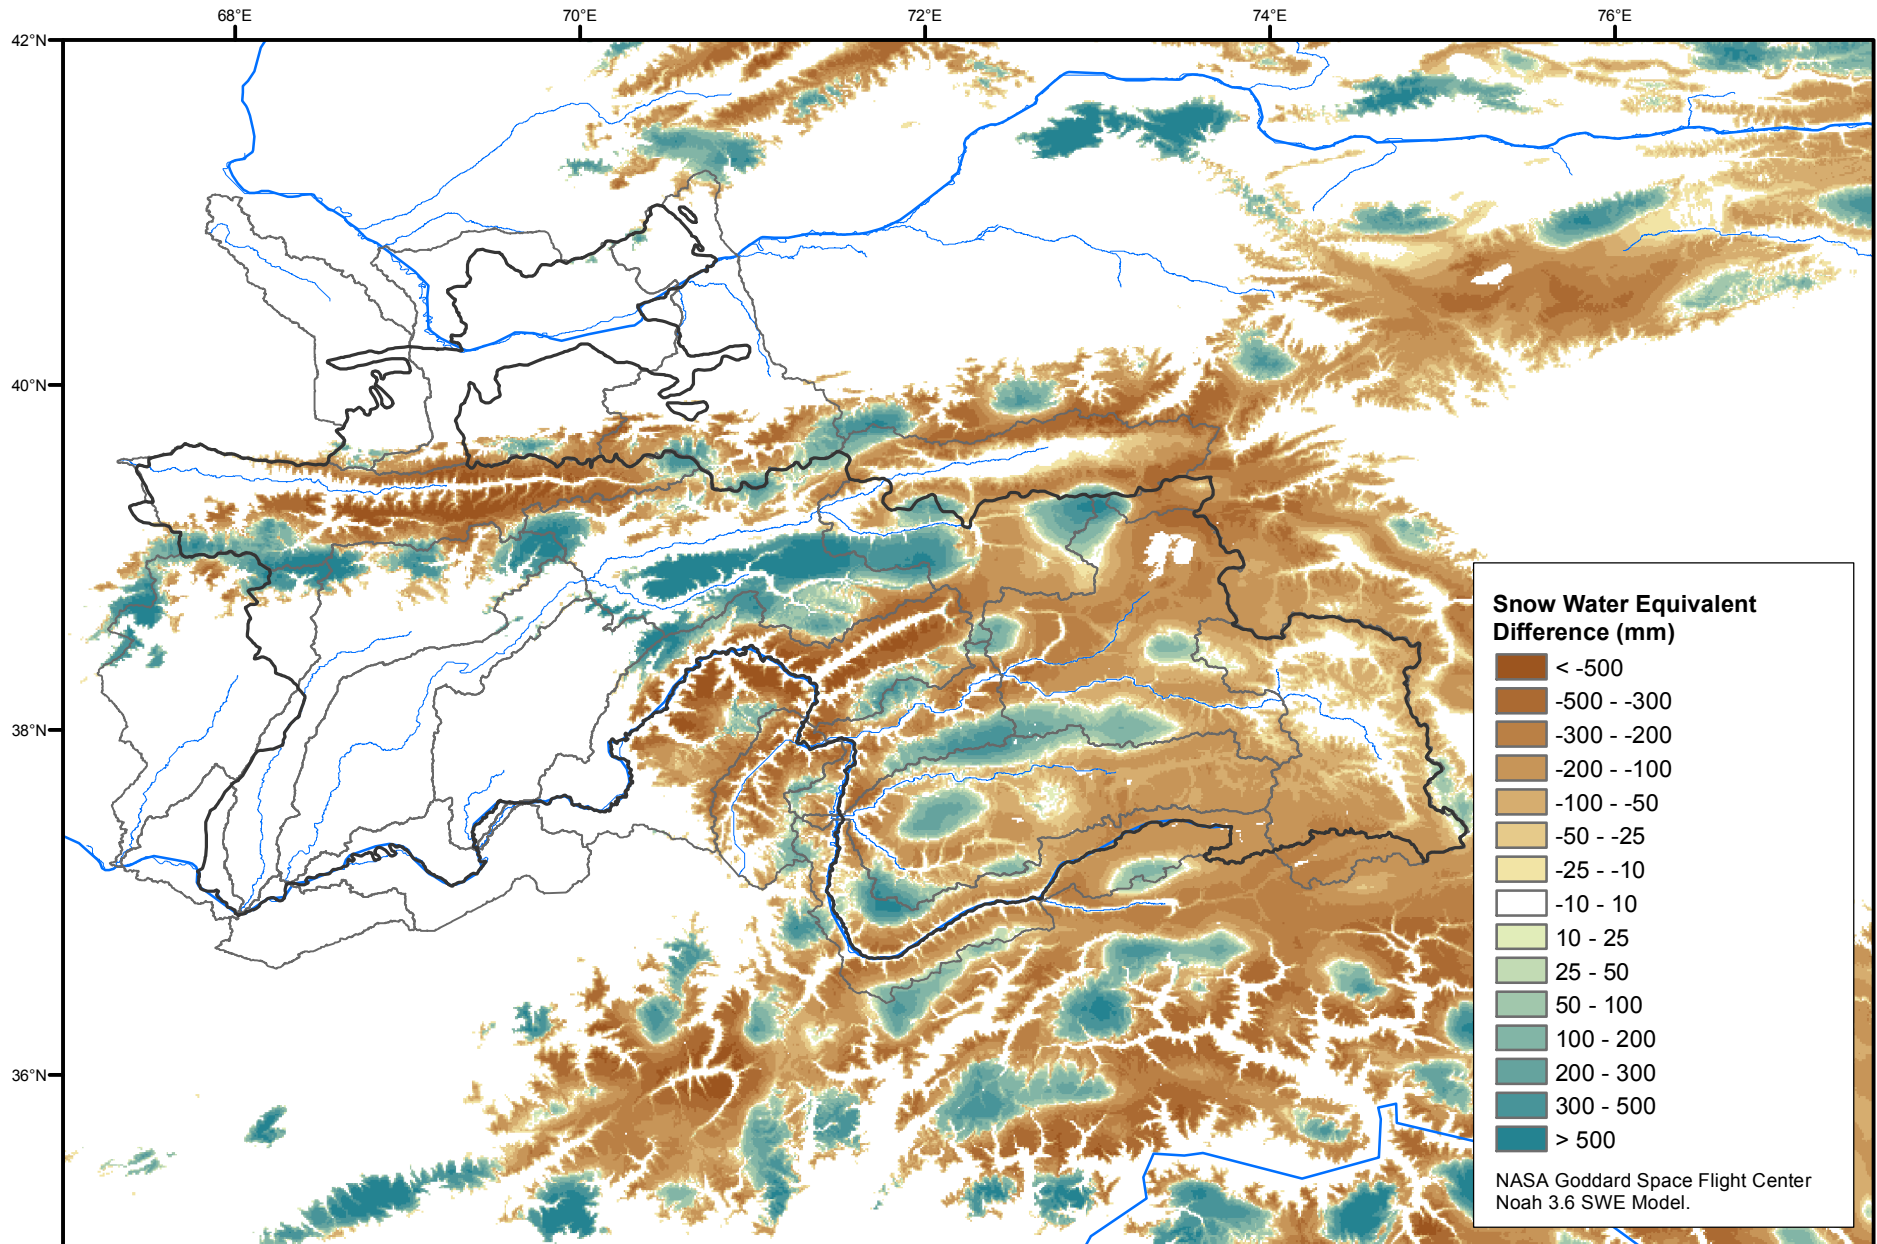 68°E 70°E 72°E 74°E 76°E
42°N
40°N
38°N
36°N
Snow Water Equivalent
Difference (mm)
< -500
-500 - -300
-300 - -200
-200 - -100
-100 - -50
-50 - -25
-25 - -10
-10 - 10
10 - 25
25 - 50
50 - 100
100 - 200
200 - 300
300 - 500
> 500
NASA Goddard Space Flight Center
Noah 3.6 SWE Model.